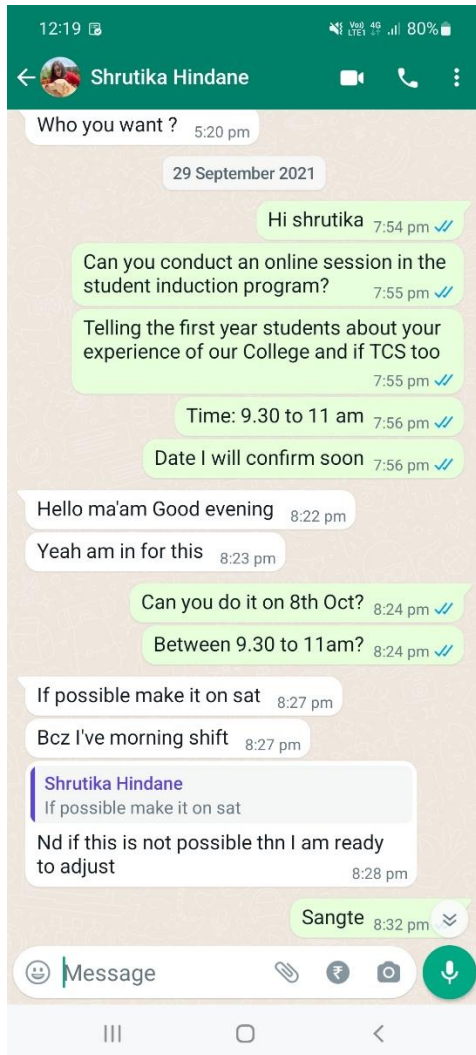 12:19
Vo)) 4G
LTE1 .ıl 80%
Shrutika Hindane
Who you want ? 5:20 pm
29 September 2021
Hi shrutika 7:54 pm
Can you conduct an online session in the
student induction program? 7:55 pm
Telling the first year students about your
experience of our College and if TCS too
7:55 pm
Time: 9.30 to 11 am 7:56 pm
Date I will confirm soon 7:56 pm
Hello ma'am Good evening 8:22 pm
Yeah am in for this 8:23 pm
Can you do it on 8th Oct? 8:24 pm
Between 9.30 to 11am? 8:24 pm
If possible make it on sat 8:27 pm
Bcz I've morning shift 8:27 pm
Shrutika Hindane
If possible make it on sat
Nd if this is not possible thn I am ready
to adjust 8:28 pm
Sangte 8:32 pm
Message ₹